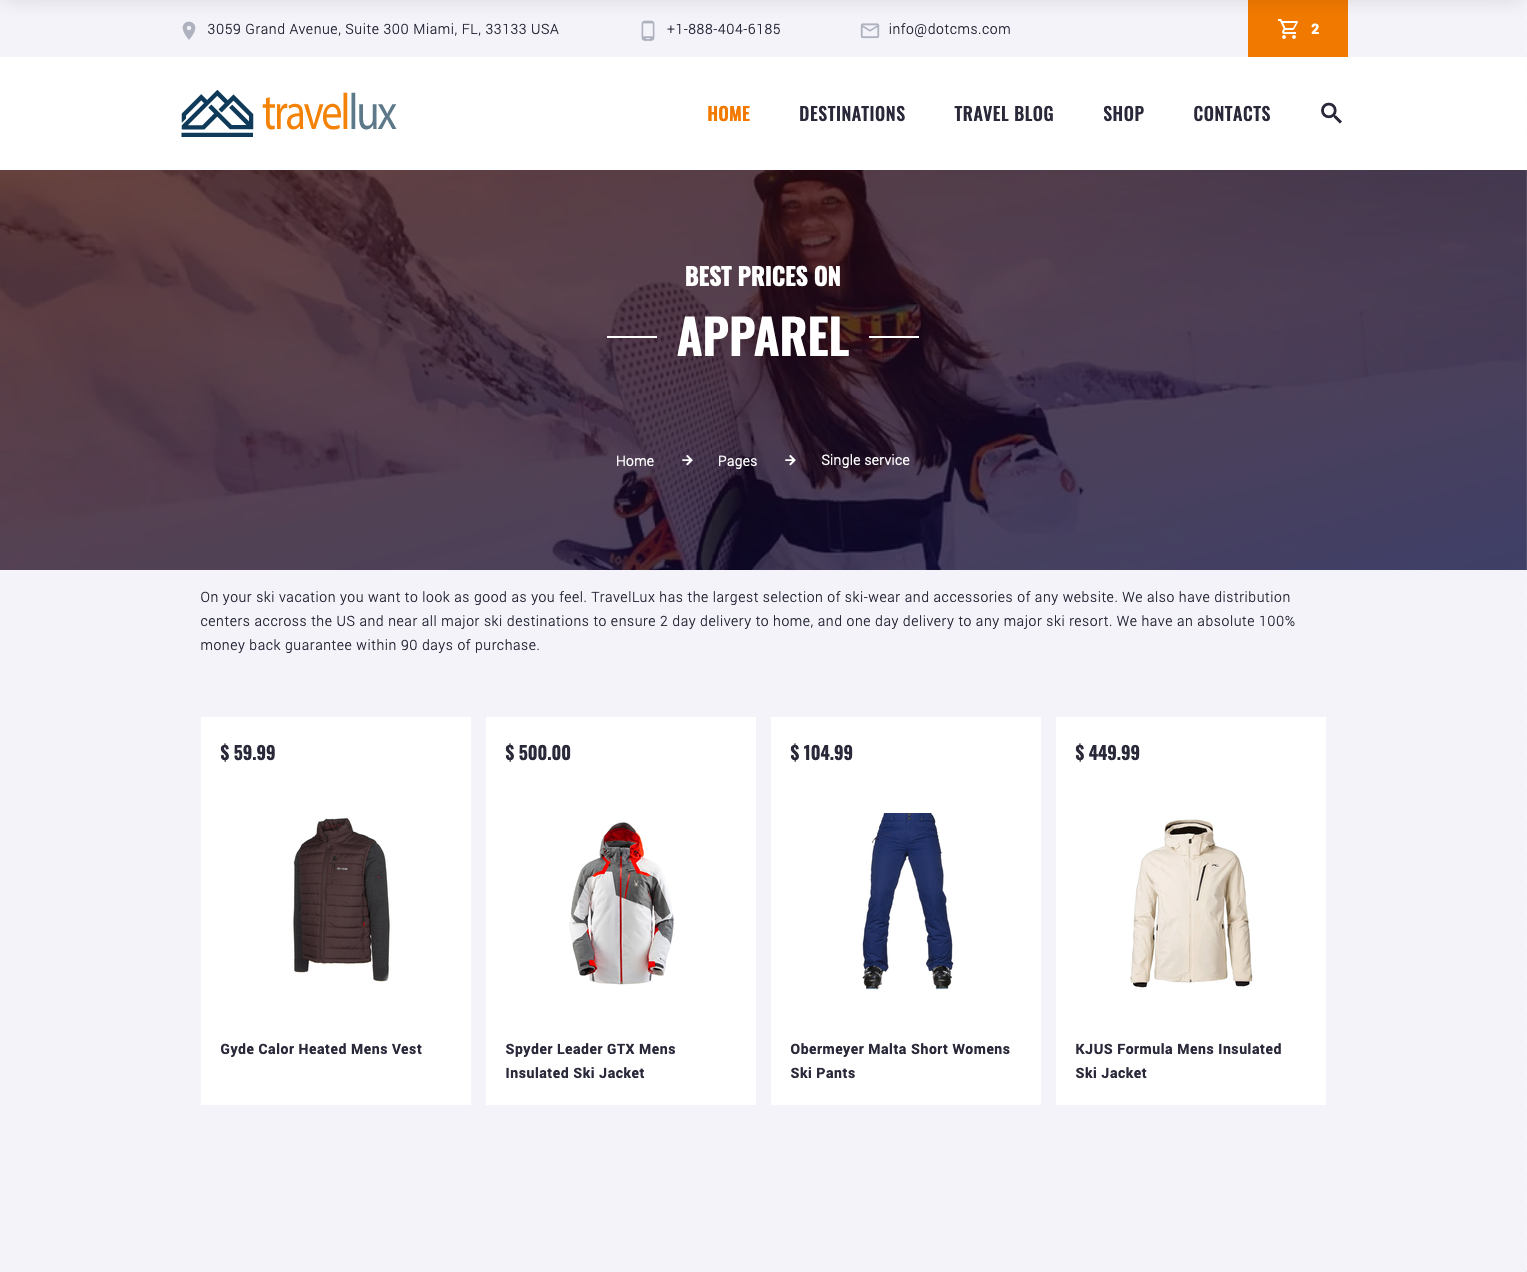 3059 Grand Avenue, Suite 300 Miami, FL, 33133 USA
+1-888-404-6185
info@dotcms.com
2
travellux
HOME
DESTINATIONS
TRAVEL BLOG
SHOP
CONTACTS
BEST PRICES ON
APPAREL
Home
Pages
Single service
On your ski vacation you want to look as good as you feel. TravelLux has the largest selection of ski-wear and accessories of any website. We also have distribution
centers accross the US and near all major ski destinations to ensure 2 day delivery to home, and one day delivery to any major ski resort. We have an absolute 100%
money back guarantee within 90 days of purchase.
$ 59.99
$ 500.00
$ 104.99
$ 449.99
Gyde Calor Heated Mens Vest
Spyder Leader GTX Mens
Insulated Ski Jacket
Obermeyer Malta Short Womens
Ski Pants
KJUS Formula Mens Insulated
Ski Jacket